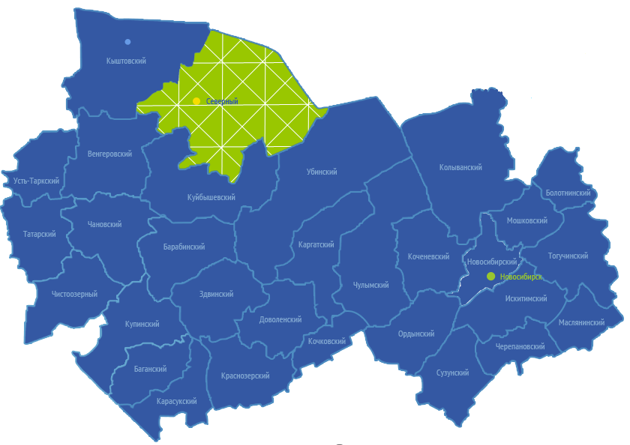 Кыштовский
Северный
Венгеровский
Усть-Таркский
Убинский
Колыванский
Болотнинский
Куйбышевский
Мошковский
Татарский
Чановский
Барабинский
Каргатский
Коченевский
Новосибирский
Тогучинский
Новосибирск
Чистоозерный
Здвинский
Чулымский
Искитимский
Купинский
Доволенский
Маслянинский
Кочковский
Ордынский
Черепановский
Баганский
Краснозерский
Сузунский
Карасукский